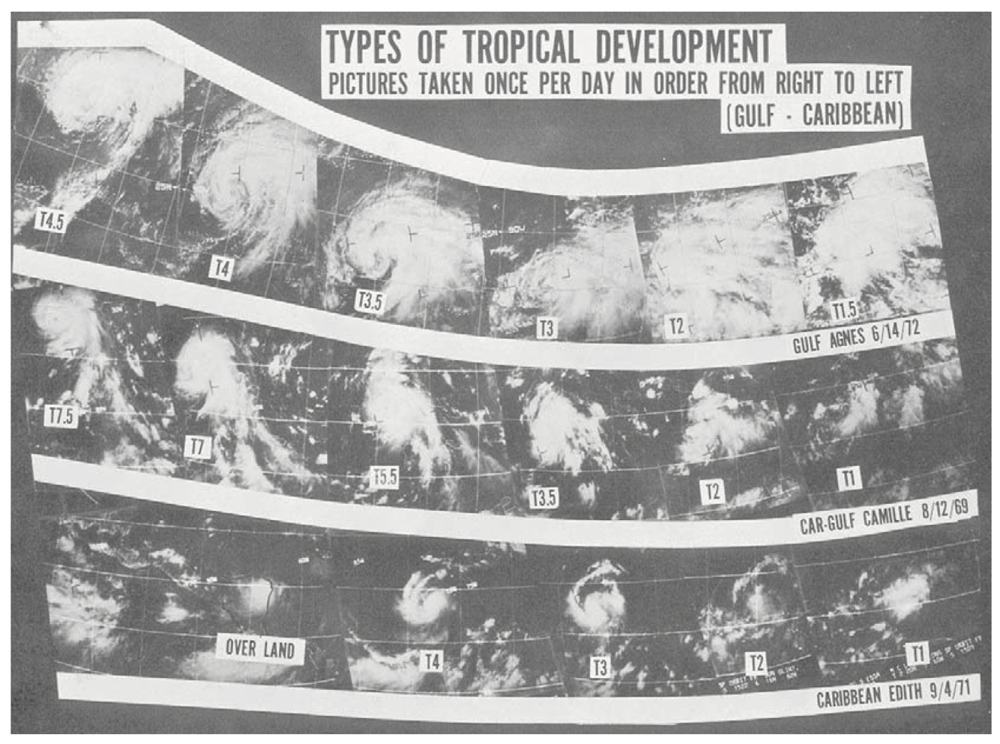 TYPES OF TROPICAL DEVELOPMENT
PICTURES TAKEN ONCE PER DAY IN ORDER FROM RIGHT TO LEFT
(GULF - CARIBBEAN)
T4.5
25N
T4
T3.5
25N 90W
T3
T2
T1.5
GULF AGNES 6/14/72
T7.5
T7
T5.5
T3.5
T2
T1
CAR-GULF CAMILLE 8/12/69
OVER LAND
T4
T3
T2
T1
CARIBBEAN EDITH 9/4/71